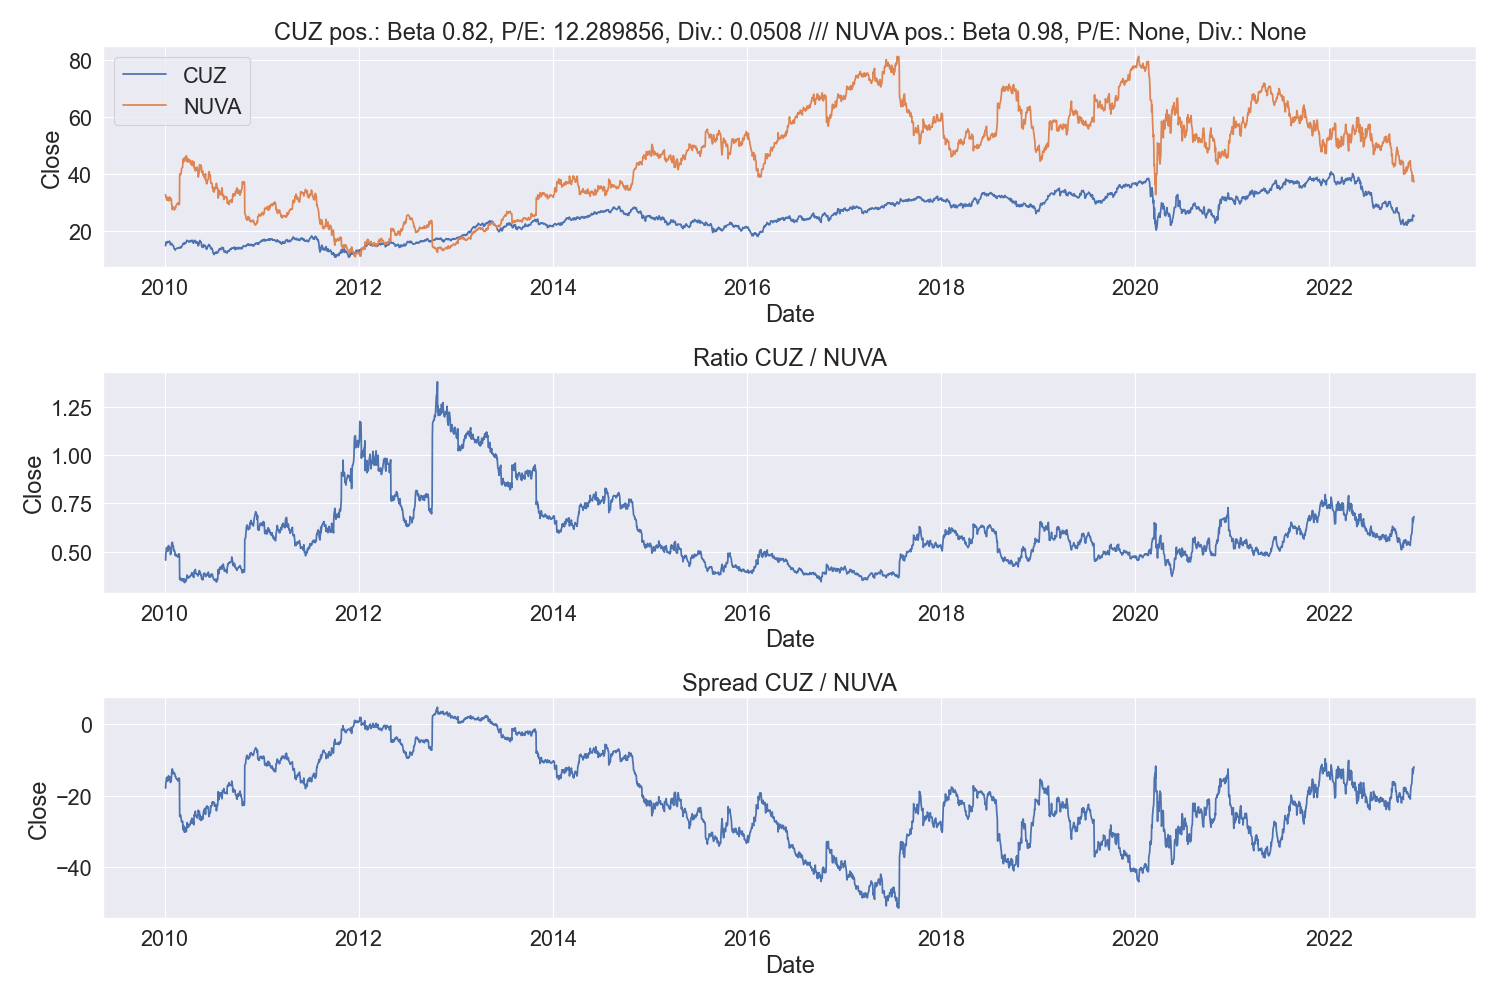 CUZ pos.: Beta 0.82, P/E: 12.289856, Div.: 0.0508 /// NUVA pos.: Beta 0.98, P/E: None, Div.: None
CUZ
NUVA
80
60
40
20
Close
2010 2012 2014 2016 2018 2020 2022
Date
Ratio CUZ / NUVA
1.25
1.00
0.75
0.50
Close
2010 2012 2014 2016 2018 2020 2022
Date
Spread CUZ / NUVA
0
−20
−40
Close
2010 2012 2014 2016 2018 2020 2022
Date